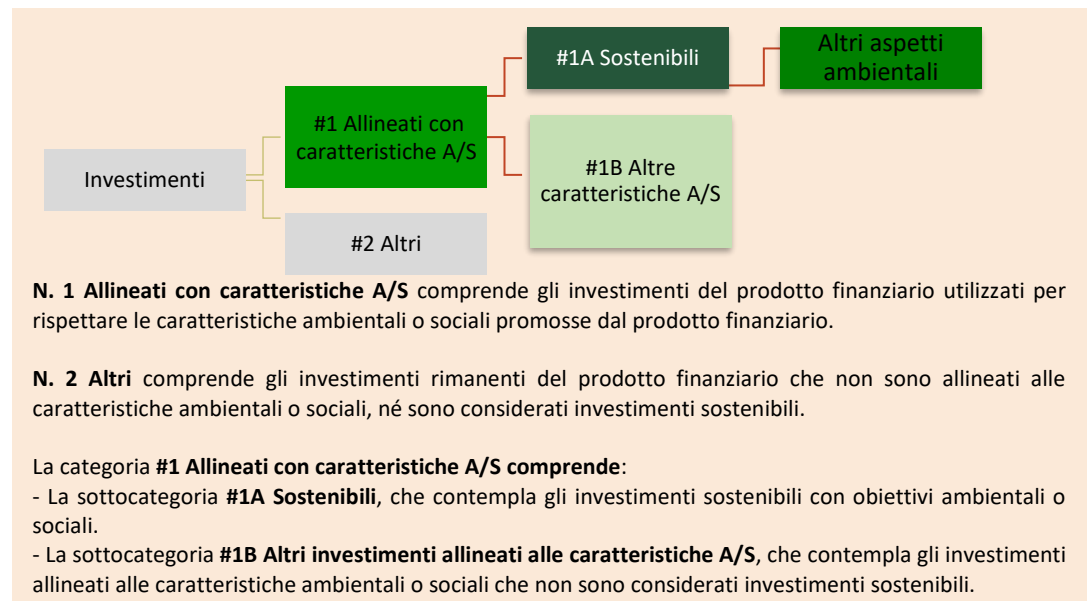 #1A Sostenibili
Altri aspetti
ambientali
#1 Allineati con
caratteristiche A/S
Investimenti
#1B Altre
caratteristiche A/S
#2 Altri
N. 1 Allineati con caratteristiche A/S comprende gli investimenti del prodotto finanziario utilizzati per
rispettare le caratteristiche ambientali o sociali promosse dal prodotto finanziario.
N. 2 Altri comprende gli investimenti rimanenti del prodotto finanziario che non sono allineati alle
caratteristiche ambientali o sociali, né sono considerati investimenti sostenibili.
La categoria #1 Allineati con caratteristiche A/S comprende:
- La sottocategoria #1A Sostenibili, che contempla gli investimenti sostenibili con obiettivi ambientali o
sociali.
- La sottocategoria #1B Altri investimenti allineati alle caratteristiche A/S, che contempla gli investimenti
allineati alle caratteristiche ambientali o sociali che non sono considerati investimenti sostenibili.